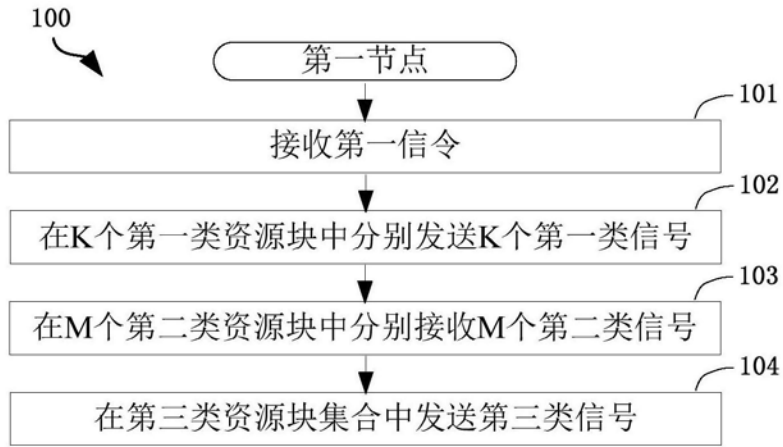 100
第一节点
101
接收第一信令
102
在K个第一类资源块中分别发送K个第一类信号
103
在M个第二类资源块中分别接收M个第二类信号
104
在第三类资源块集合中发送第三类信号